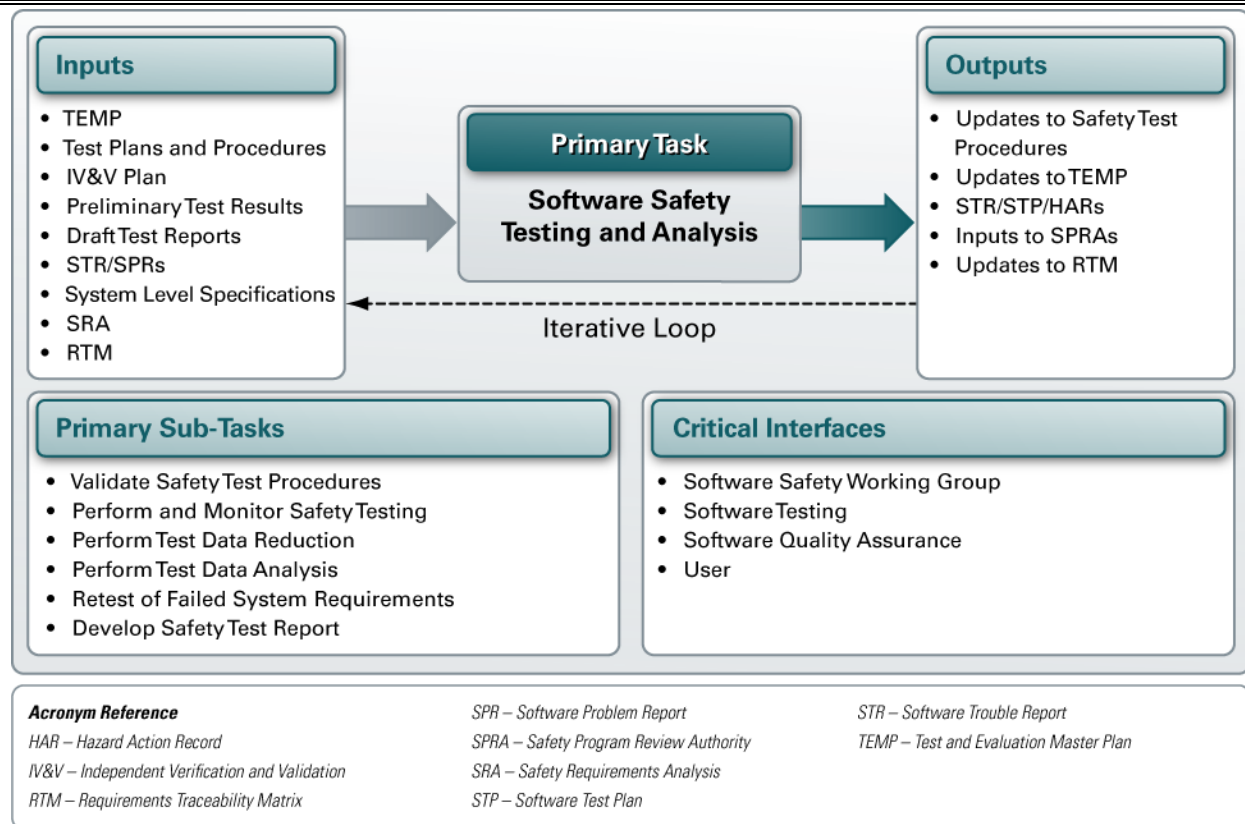 Inputs
• TEMP
• Test Plans and Procedures
• IV&V Plan
• Preliminary Test Results
• Draft Test Reports
• STR/SPRs
• System Level Specifications
• SRA
• RTM
Primary Task
Software Safety
Testing and Analysis
Iterative Loop
Outputs
• Updates to Safety Test
Procedures
• Updates to TEMP
• STR/STP/HARs
• Inputs to SPRAs
• Updates to RTM
Primary Sub-Tasks
• Validate Safety Test Procedures
• Perform and Monitor Safety Testing
• Perform Test Data Reduction
• Perform Test Data Analysis
• Retest of Failed System Requirements
• Develop Safety Test Report
Critical Interfaces
• Software Safety Working Group
• Software Testing
• Software Quality Assurance
• User
Acronym Reference
HAR – Hazard Action Record
IV&V – Independent Verification and Validation
RTM – Requirements Traceability Matrix
SPR – Software Problem Report
SPRA – Safety Program Review Authority
SRA – Safety Requirements Analysis
STP – Software Test Plan
STR – Software Trouble Report
TEMP – Test and Evaluation Master Plan